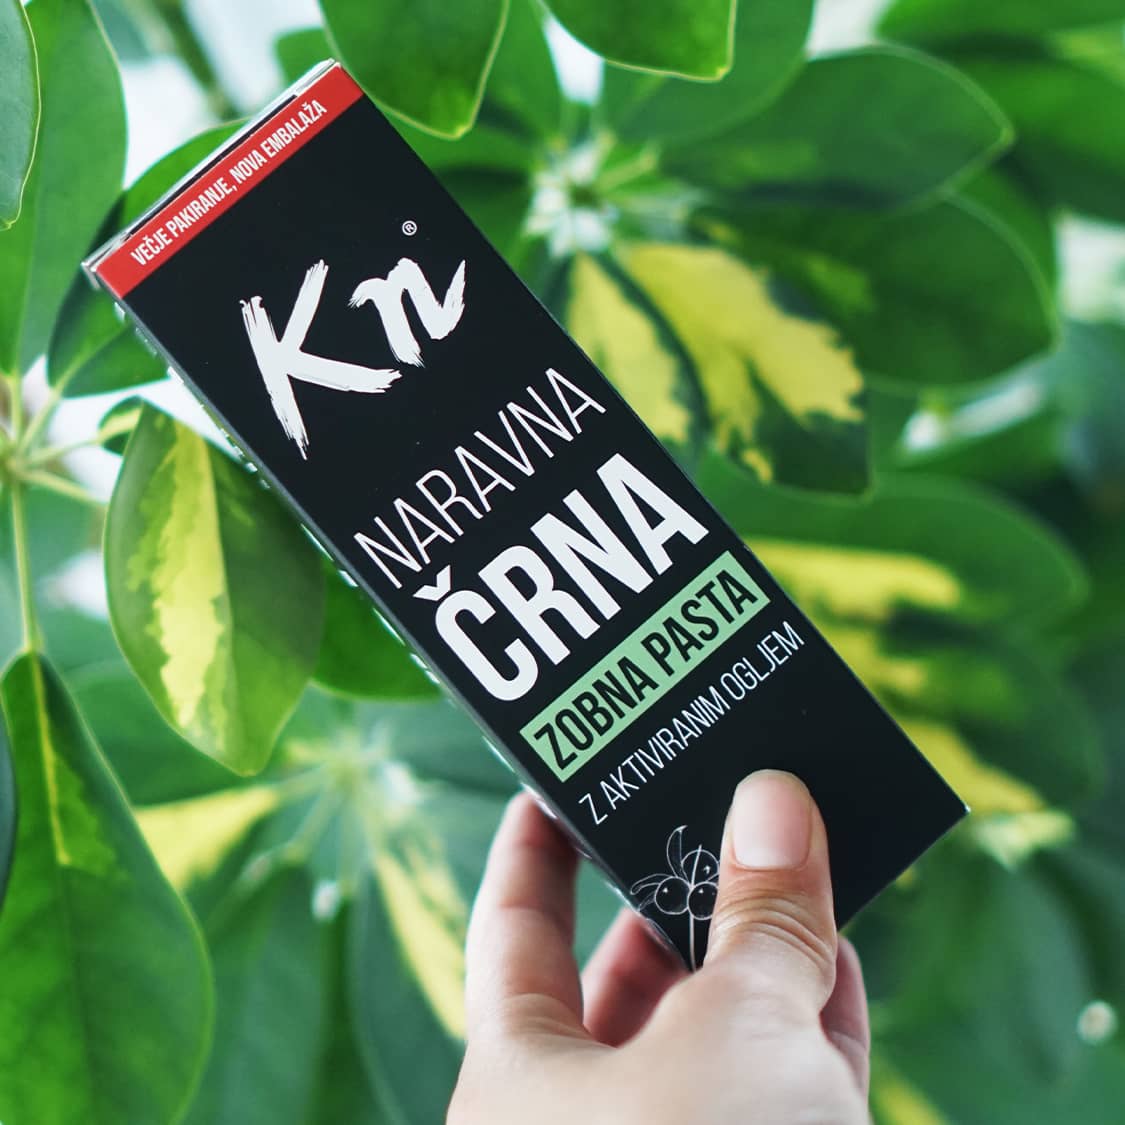 VEČJE PAKIRANJE, NOVA EMBALAŽA
Kn®
NARAVNA
ČRNA
ZOBNA PASTA
Z AKTIVIRANIM OGLJEM